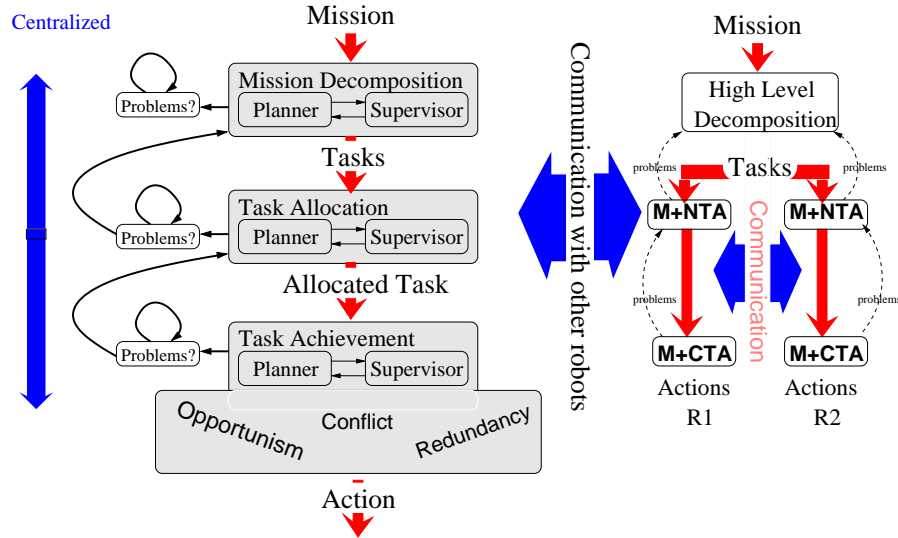 Centralized
Mission
Mission Decomposition
Planner
Supervisor
Problems?
Tasks
Task Allocation
Planner
Supervisor
Problems?
Allocated Task
Task Achievement
Planner
Supervisor
Problems?
Opportunism
Conflict
Redundancy
Action
Communication with other robots
Mission
High Level
Decomposition
problems
problems
Tasks
M+NTA
M+NTA
Communication
problems
problems
M+CTA
M+CTA
Actions
R1
Actions
R2